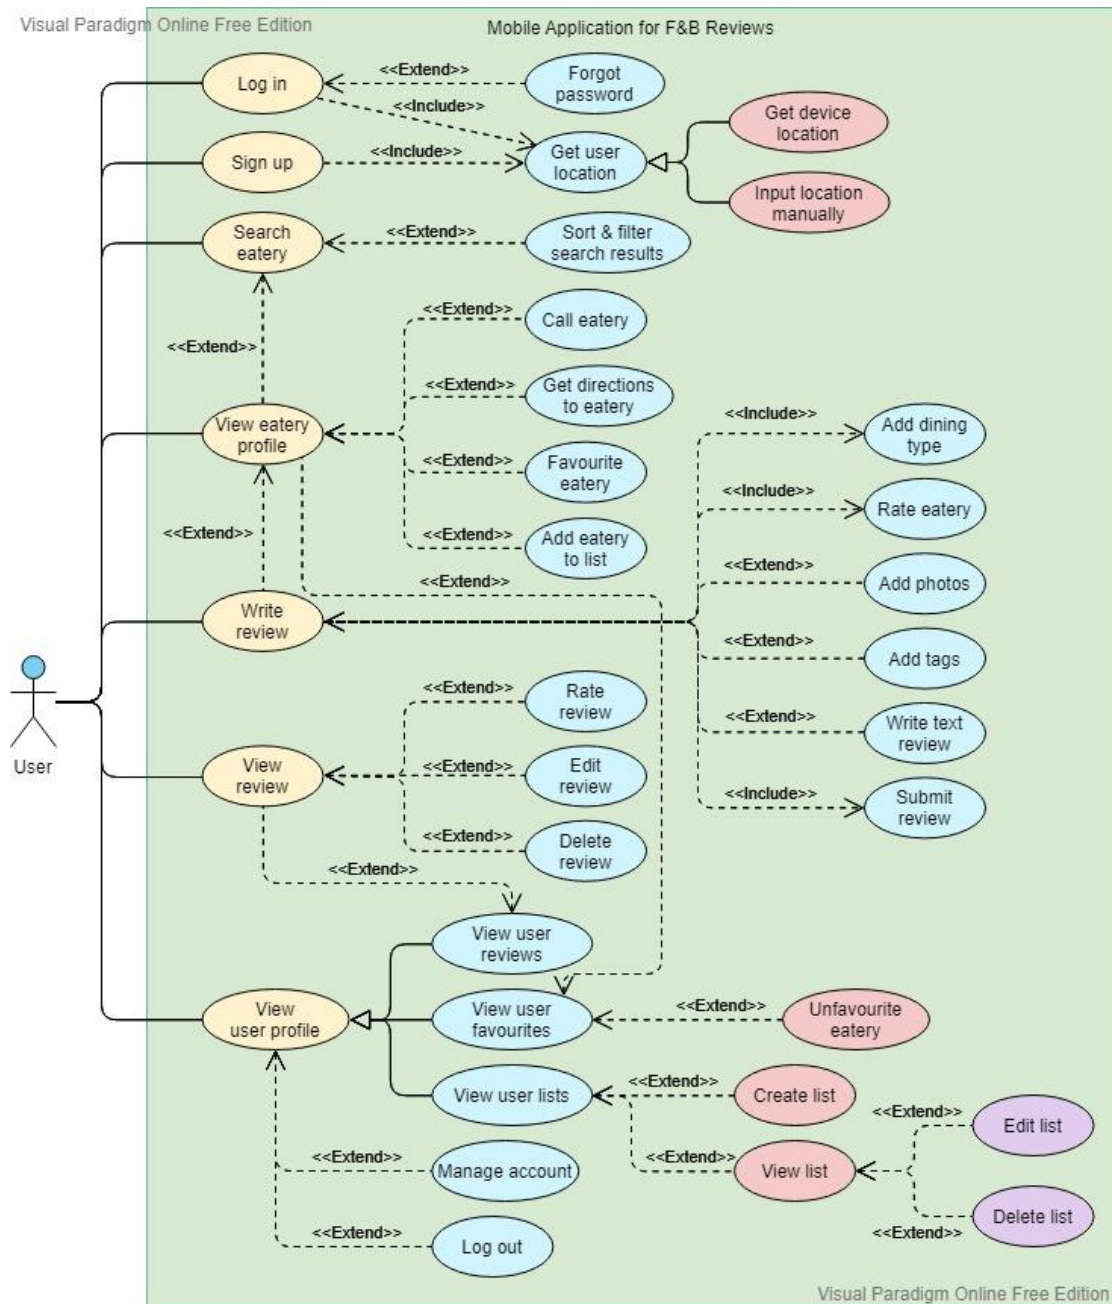 Visual Paradigm Online Free Edition
Mobile Application for F&B Reviews
Log in
<<Extend>>
Forgot
password
<<Include>>
Get device
location
Sign up
<<Include>>
Get user
location
Input location
manually
Search
eatery
<<Extend>>
Sort & filter
search results
<<Extend>>
Call eatery
<<Extend>>
<<Extend>>
Get directions
to eatery
View eatery
profile
<<Include>>
Add dining
type
<<Extend>>
Favourite
eatery
<<Include>>
Rate eatery
<<Extend>>
<<Extend>>
Add eatery
to list
<<Extend>>
<<Extend>>
Add photos
Write
review
<<Extend>>
Add tags
User
<<Extend>>
Rate
review
<<Extend>>
Write text
review
View
review
<<Extend>>
Edit
review
<<Include>>
Submit
review
<<Extend>>
Delete
review
<<Extend>>
View user
reviews
View
user profile
View user
favourites
<<Extend>>
Unfavourite
eatery
View user lists
<<Extend>>
Create list
<<Extend>>
Edit list
<<Extend>>
Manage account
<<Extend>>
View list
Delete list
<<Extend>>
<<Extend>>
Log out
Visual Paradigm Online Free Edition